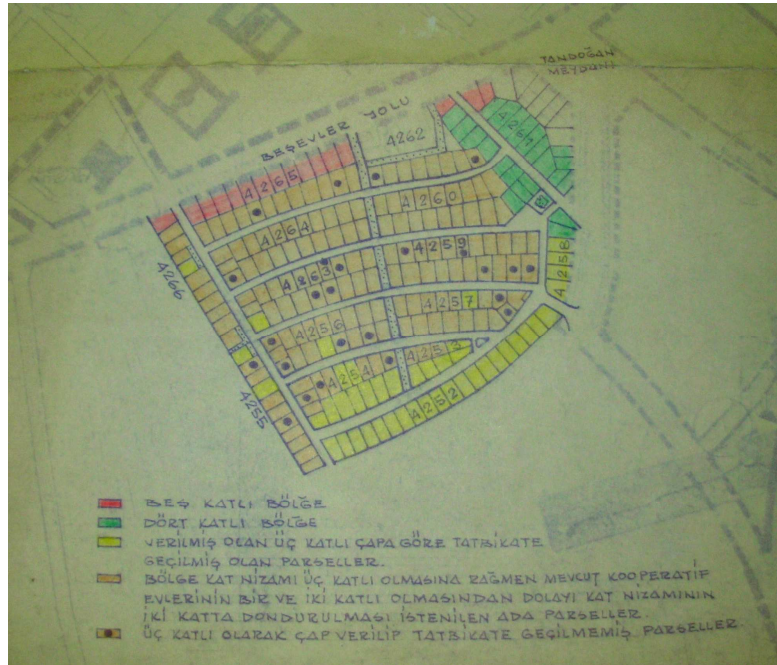 TANDOĞAN
MEYDANI
BEŞEVLER YOLU
4262
4261
4265
4260
4264
4259
4258
4263
4266
4257
4256
4253
4254
4255
4252
BEŞ KATLI BÖLGE
DÖRT KATLI BÖLGE
VERİLMİŞ OLAN ÜÇ KATLI ÇAPA GÖRE TATBİKATE
GEÇİLMİŞ OLAN PARSELLER.
BÖLGE KAT NİZAMI ÜÇ KATLI OLMASINA RAĞMEN MEVCUT KOOPERATİF
EVLERİNİN BİR VE İKİ KATLI OLMASINDAN DOLAYI KAT NİZAMININ
İKİ KATTA DONDURULMASI İSTENİLEN ADA PARSELLER.
ÜÇ KATLI OLARAK ÇAP VERİLİP TATBİKATE GEÇİLMEMİŞ PARSELLER.